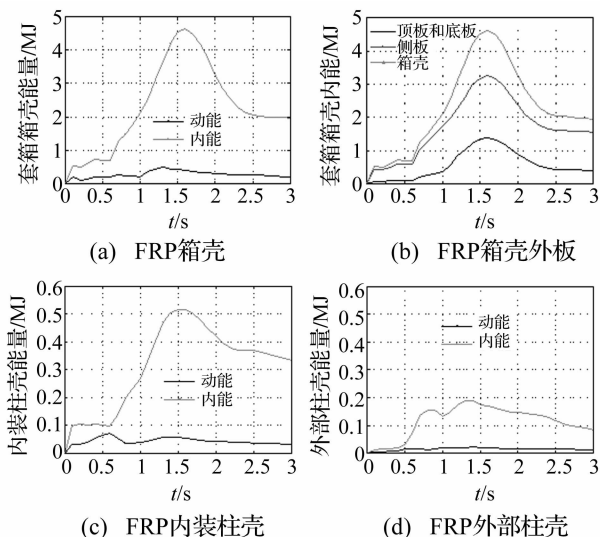 套箱箱壳能量/MJ
5
4
3
2
1
0
动能
内能
0 0.5 1 1.5 2 2.5 3
t/s
(a) FRP箱壳
套箱箱壳内能/MJ
5
4
3
2
1
0
顶板和底板
侧板
箱壳
0 0.5 1 1.5 2 2.5 3
t/s
(b) FRP箱壳外板
内装柱壳能量/MJ
0.6
0.5
0.4
0.3
0.2
0.1
0
动能
内能
0 0.5 1 1.5 2 2.5 3
t/s
(c) FRP内装柱壳
外部柱壳能量/MJ
0.6
0.5
0.4
0.3
0.2
0.1
0
动能
内能
0 0.5 1 1.5 2 2.5 3
t/s
(d) FRP外部柱壳